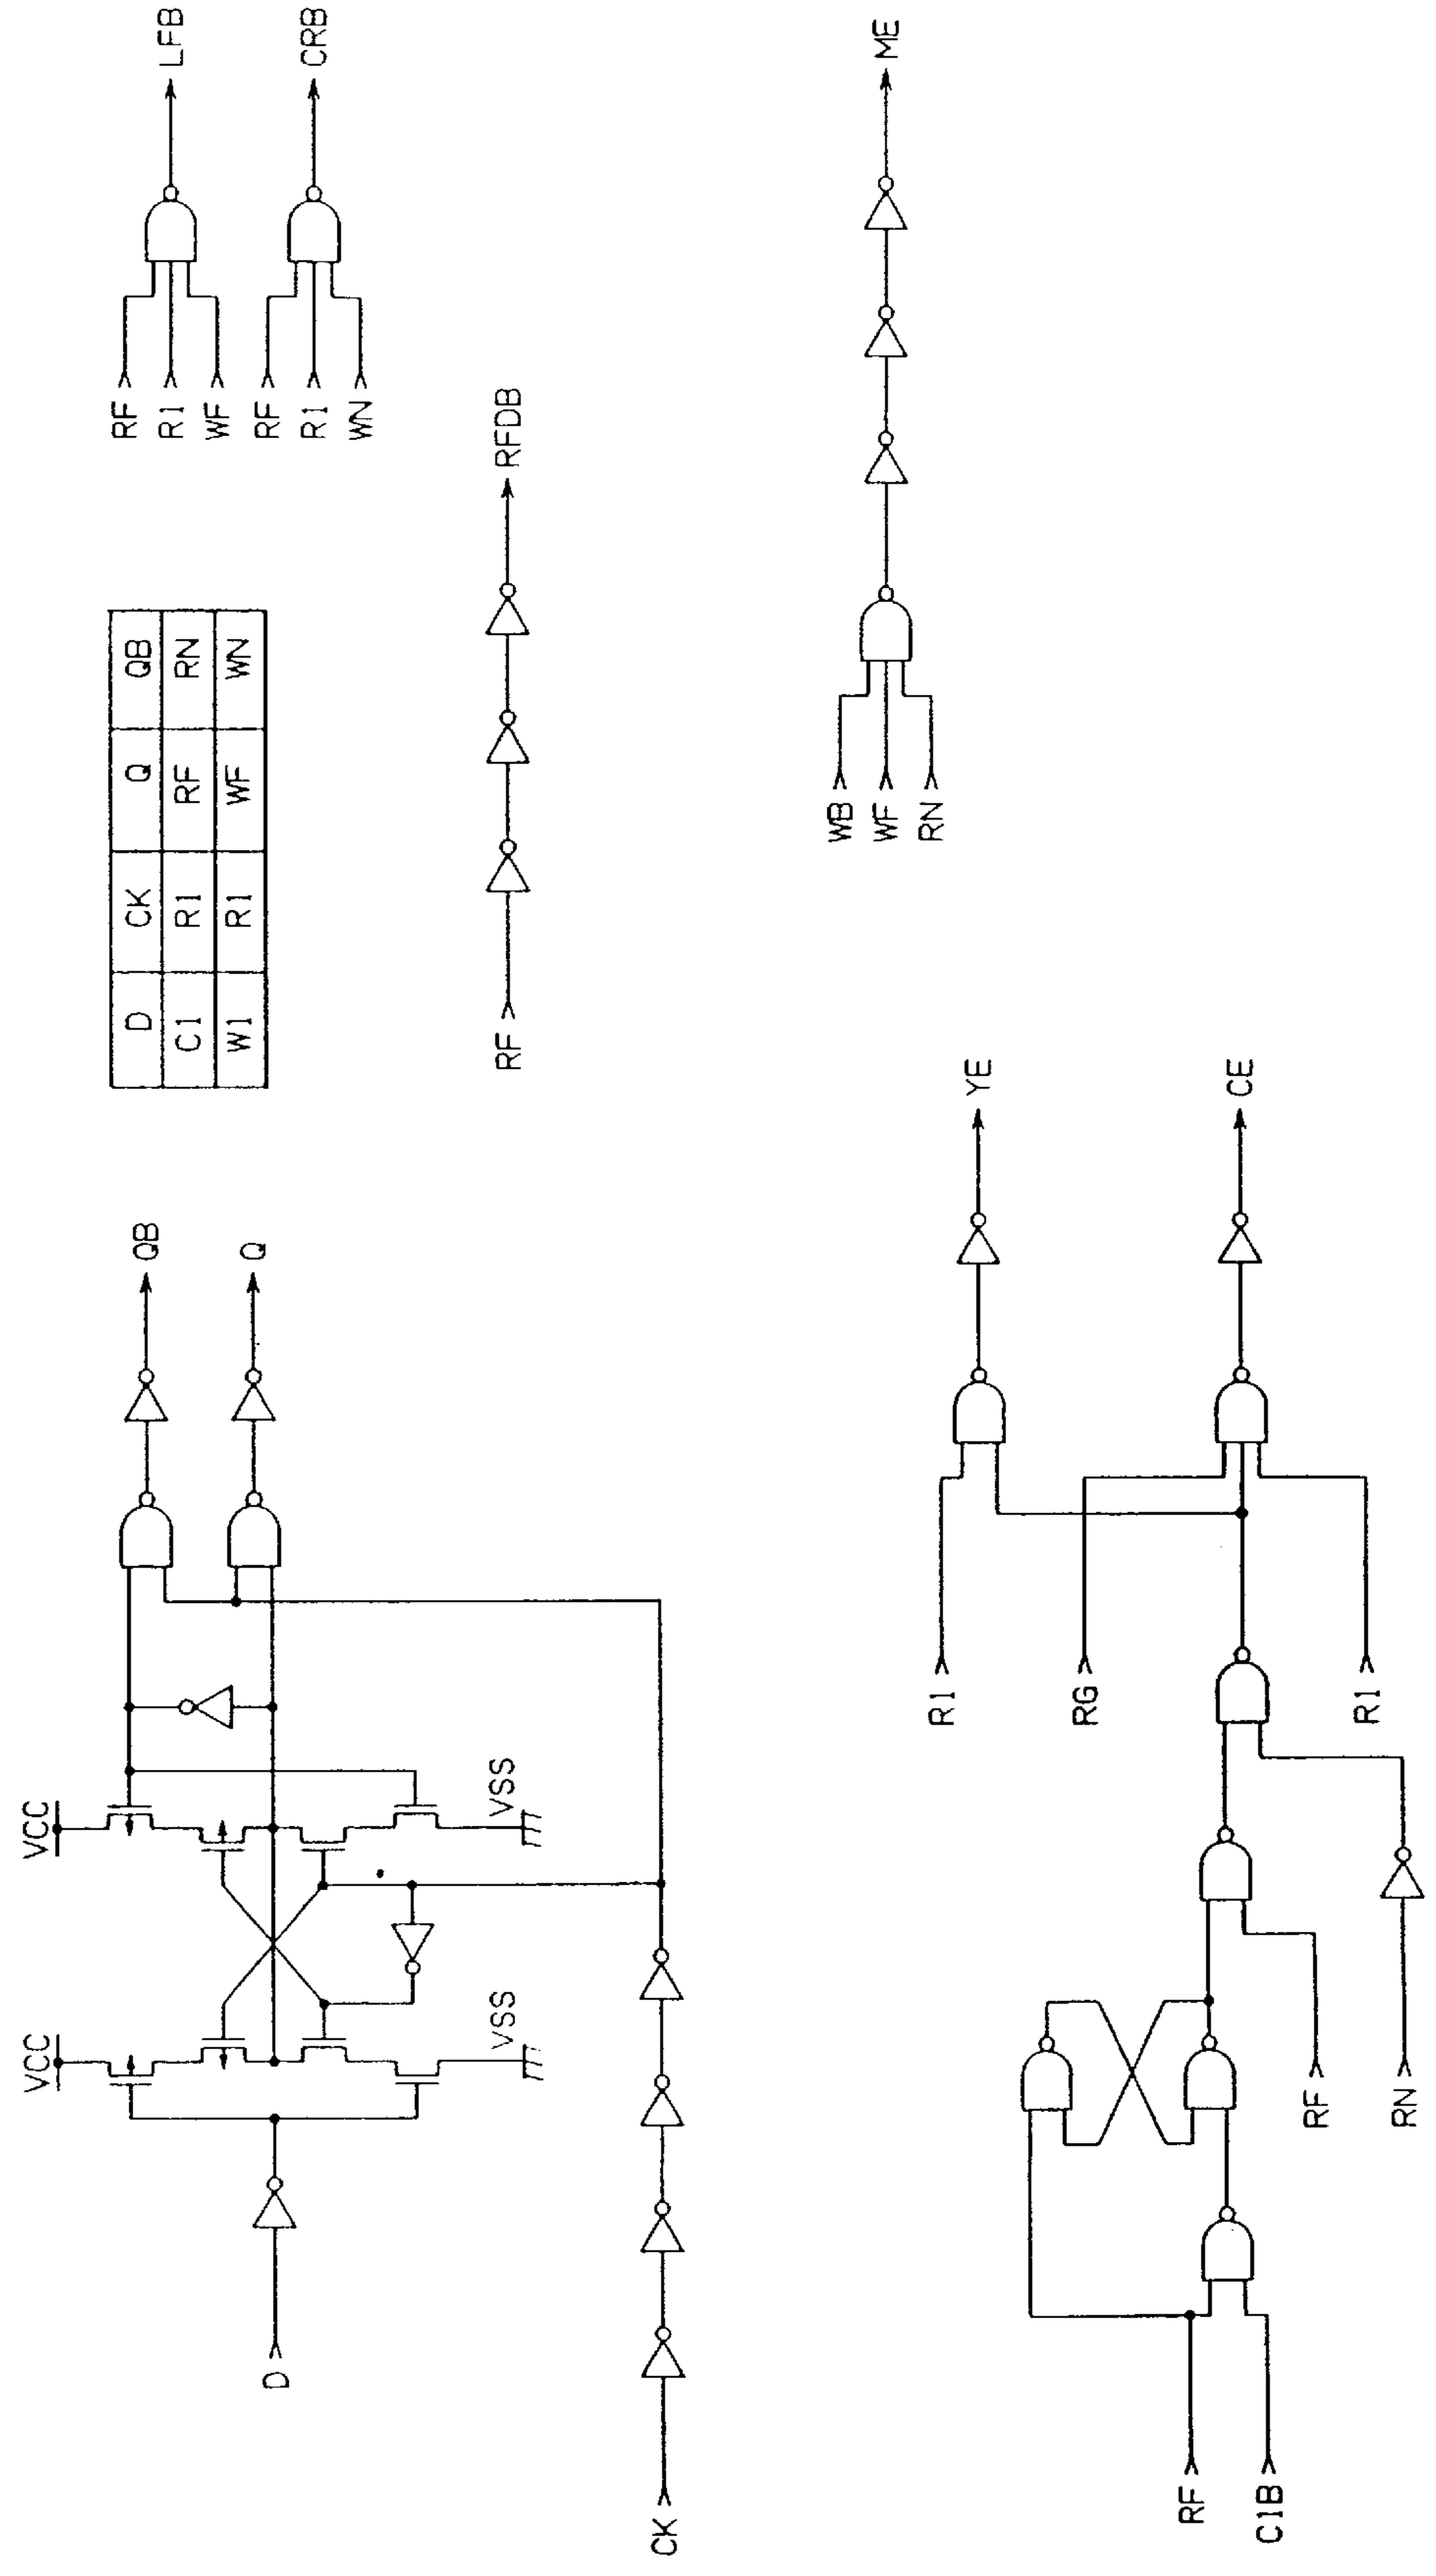 D CK Q QB
C1 R1 RF RN
W1 R1 WF WN
VCC
VCC
D
VSS
VSS
CK
QB
Q
RF
R1
WF
LFB
RF
R1
WN
CRB
RF
RFDB
WB
WF
RN
ME
R1
RG
R1
YE
CE
RF
C1B
RF
RN